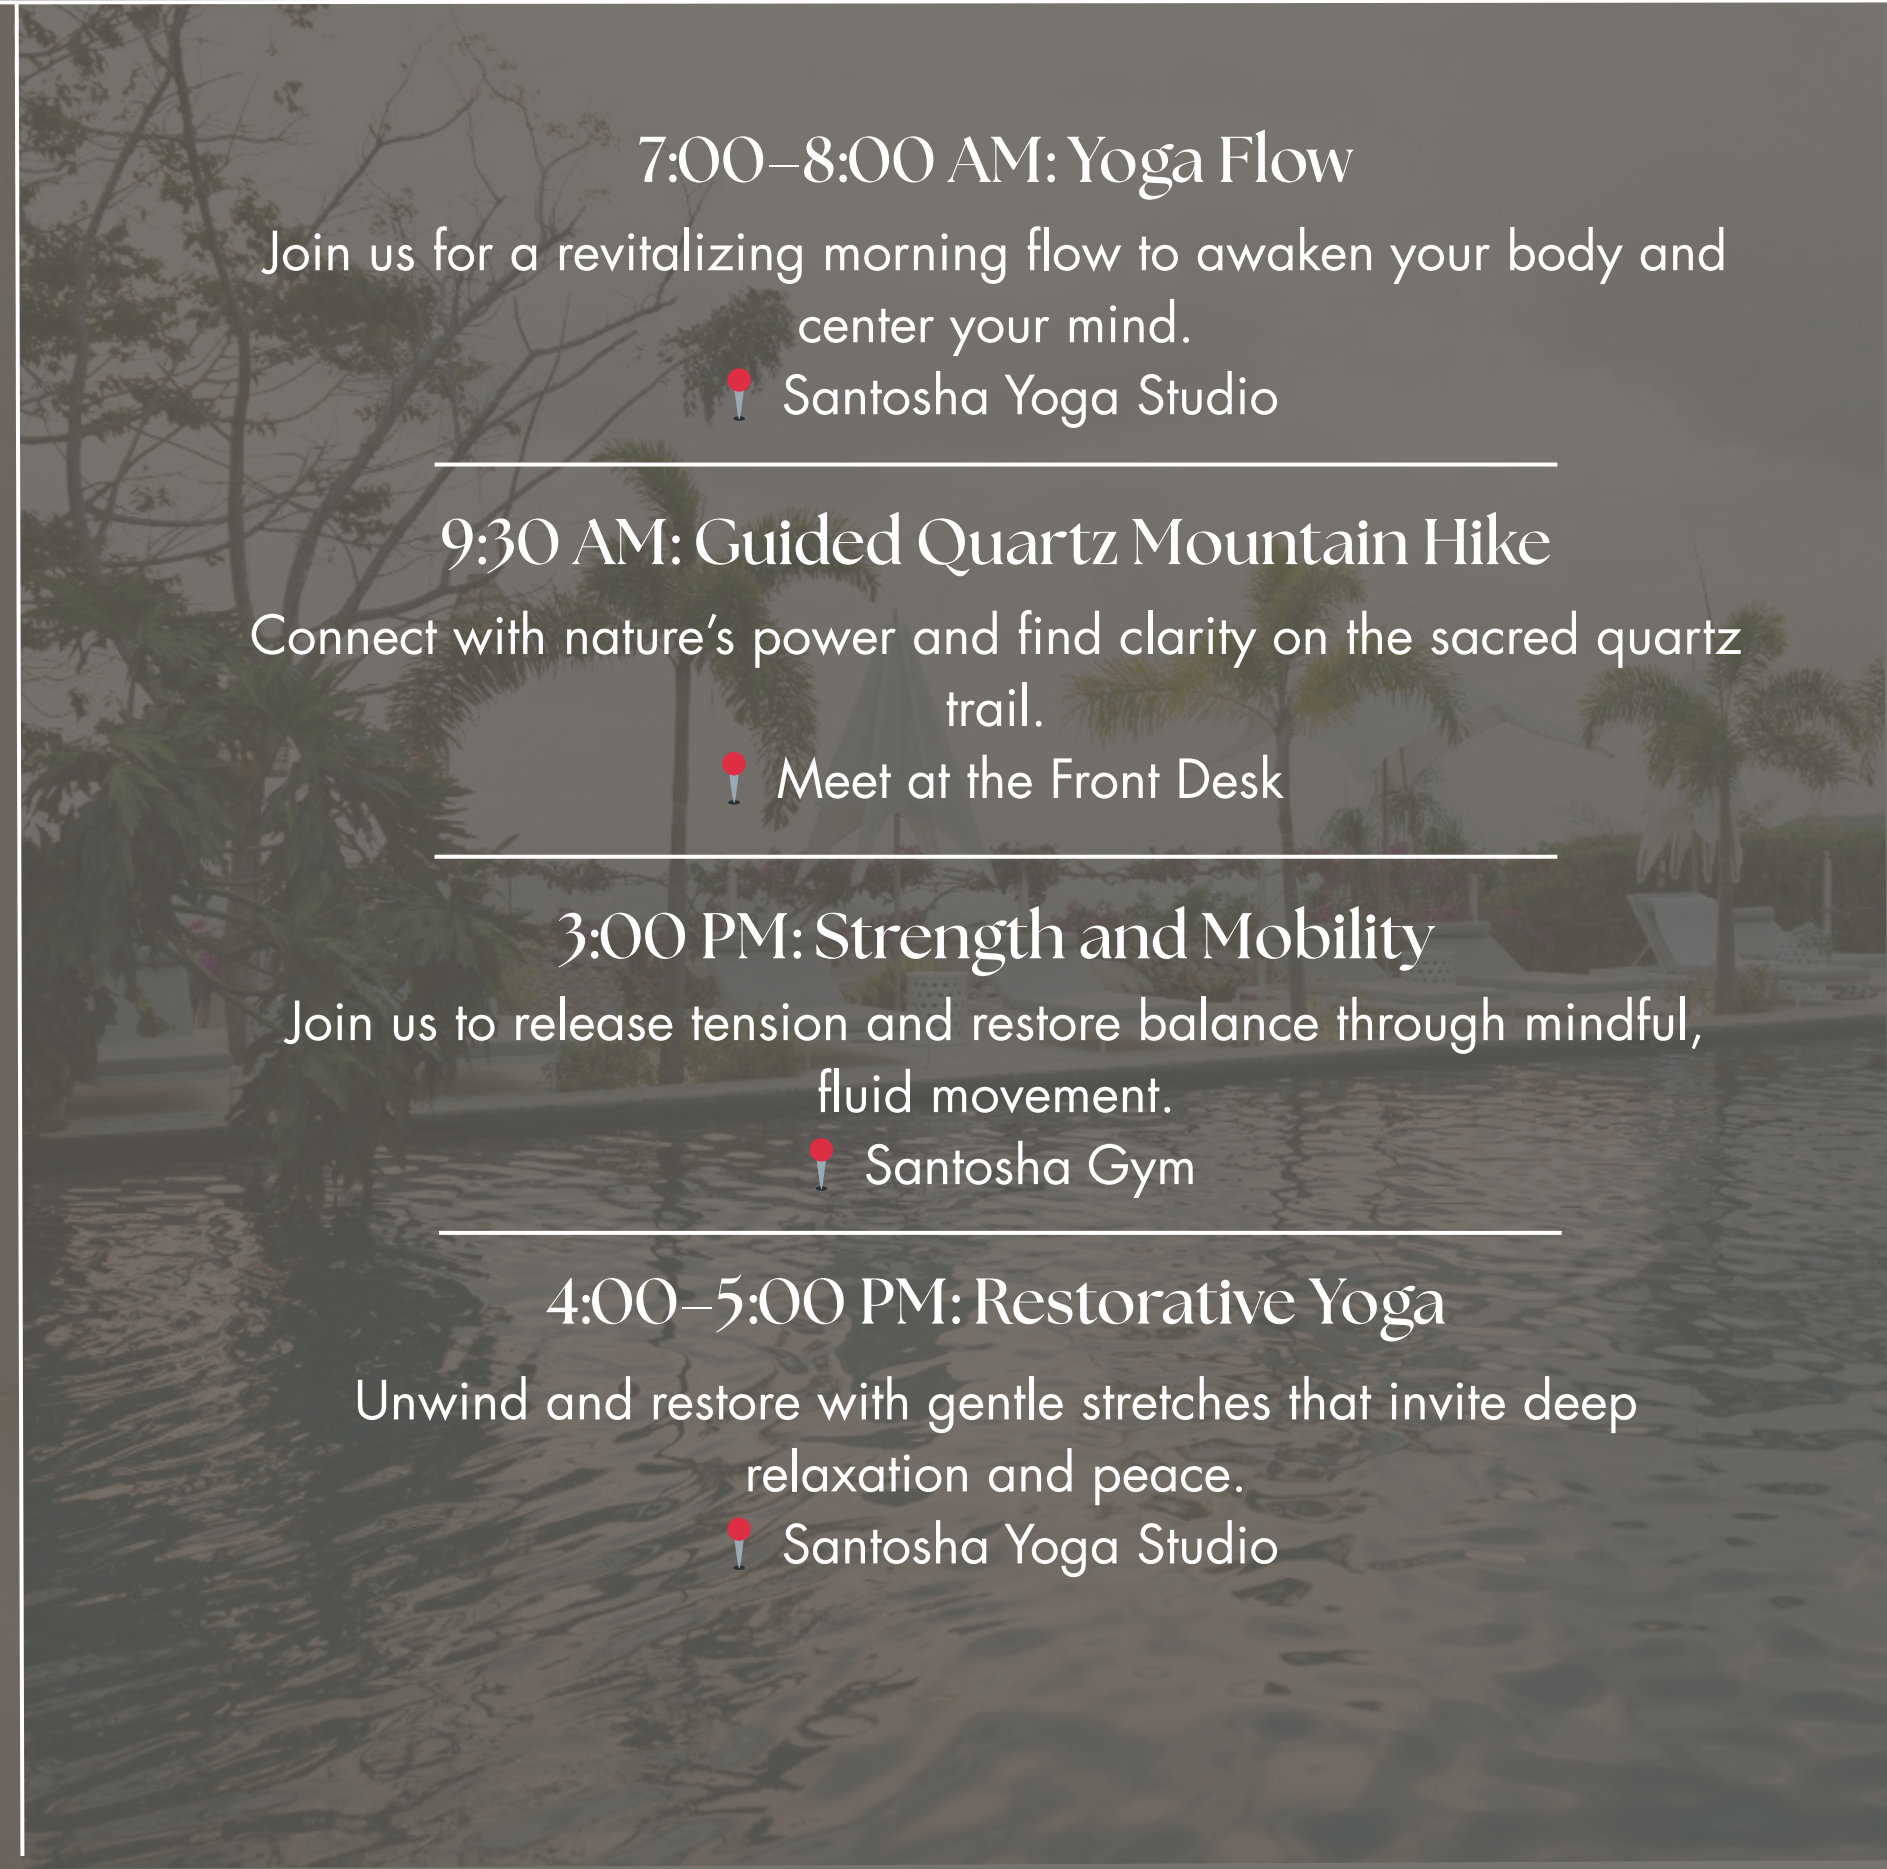 7:00–8:00 AM: Yoga Flow
Join us for a revitalizing morning flow to awaken your body and
center your mind.
📍 Santosha Yoga Studio
9:30 AM: Guided Quartz Mountain Hike
Connect with nature’s power and find clarity on the sacred quartz
trail.
📍 Meet at the Front Desk
3:00 PM: Strength and Mobility
Join us to release tension and restore balance through mindful,
fluid movement.
📍 Santosha Gym
4:00–5:00 PM: Restorative Yoga
Unwind and restore with gentle stretches that invite deep
relaxation and peace.
📍 Santosha Yoga Studio